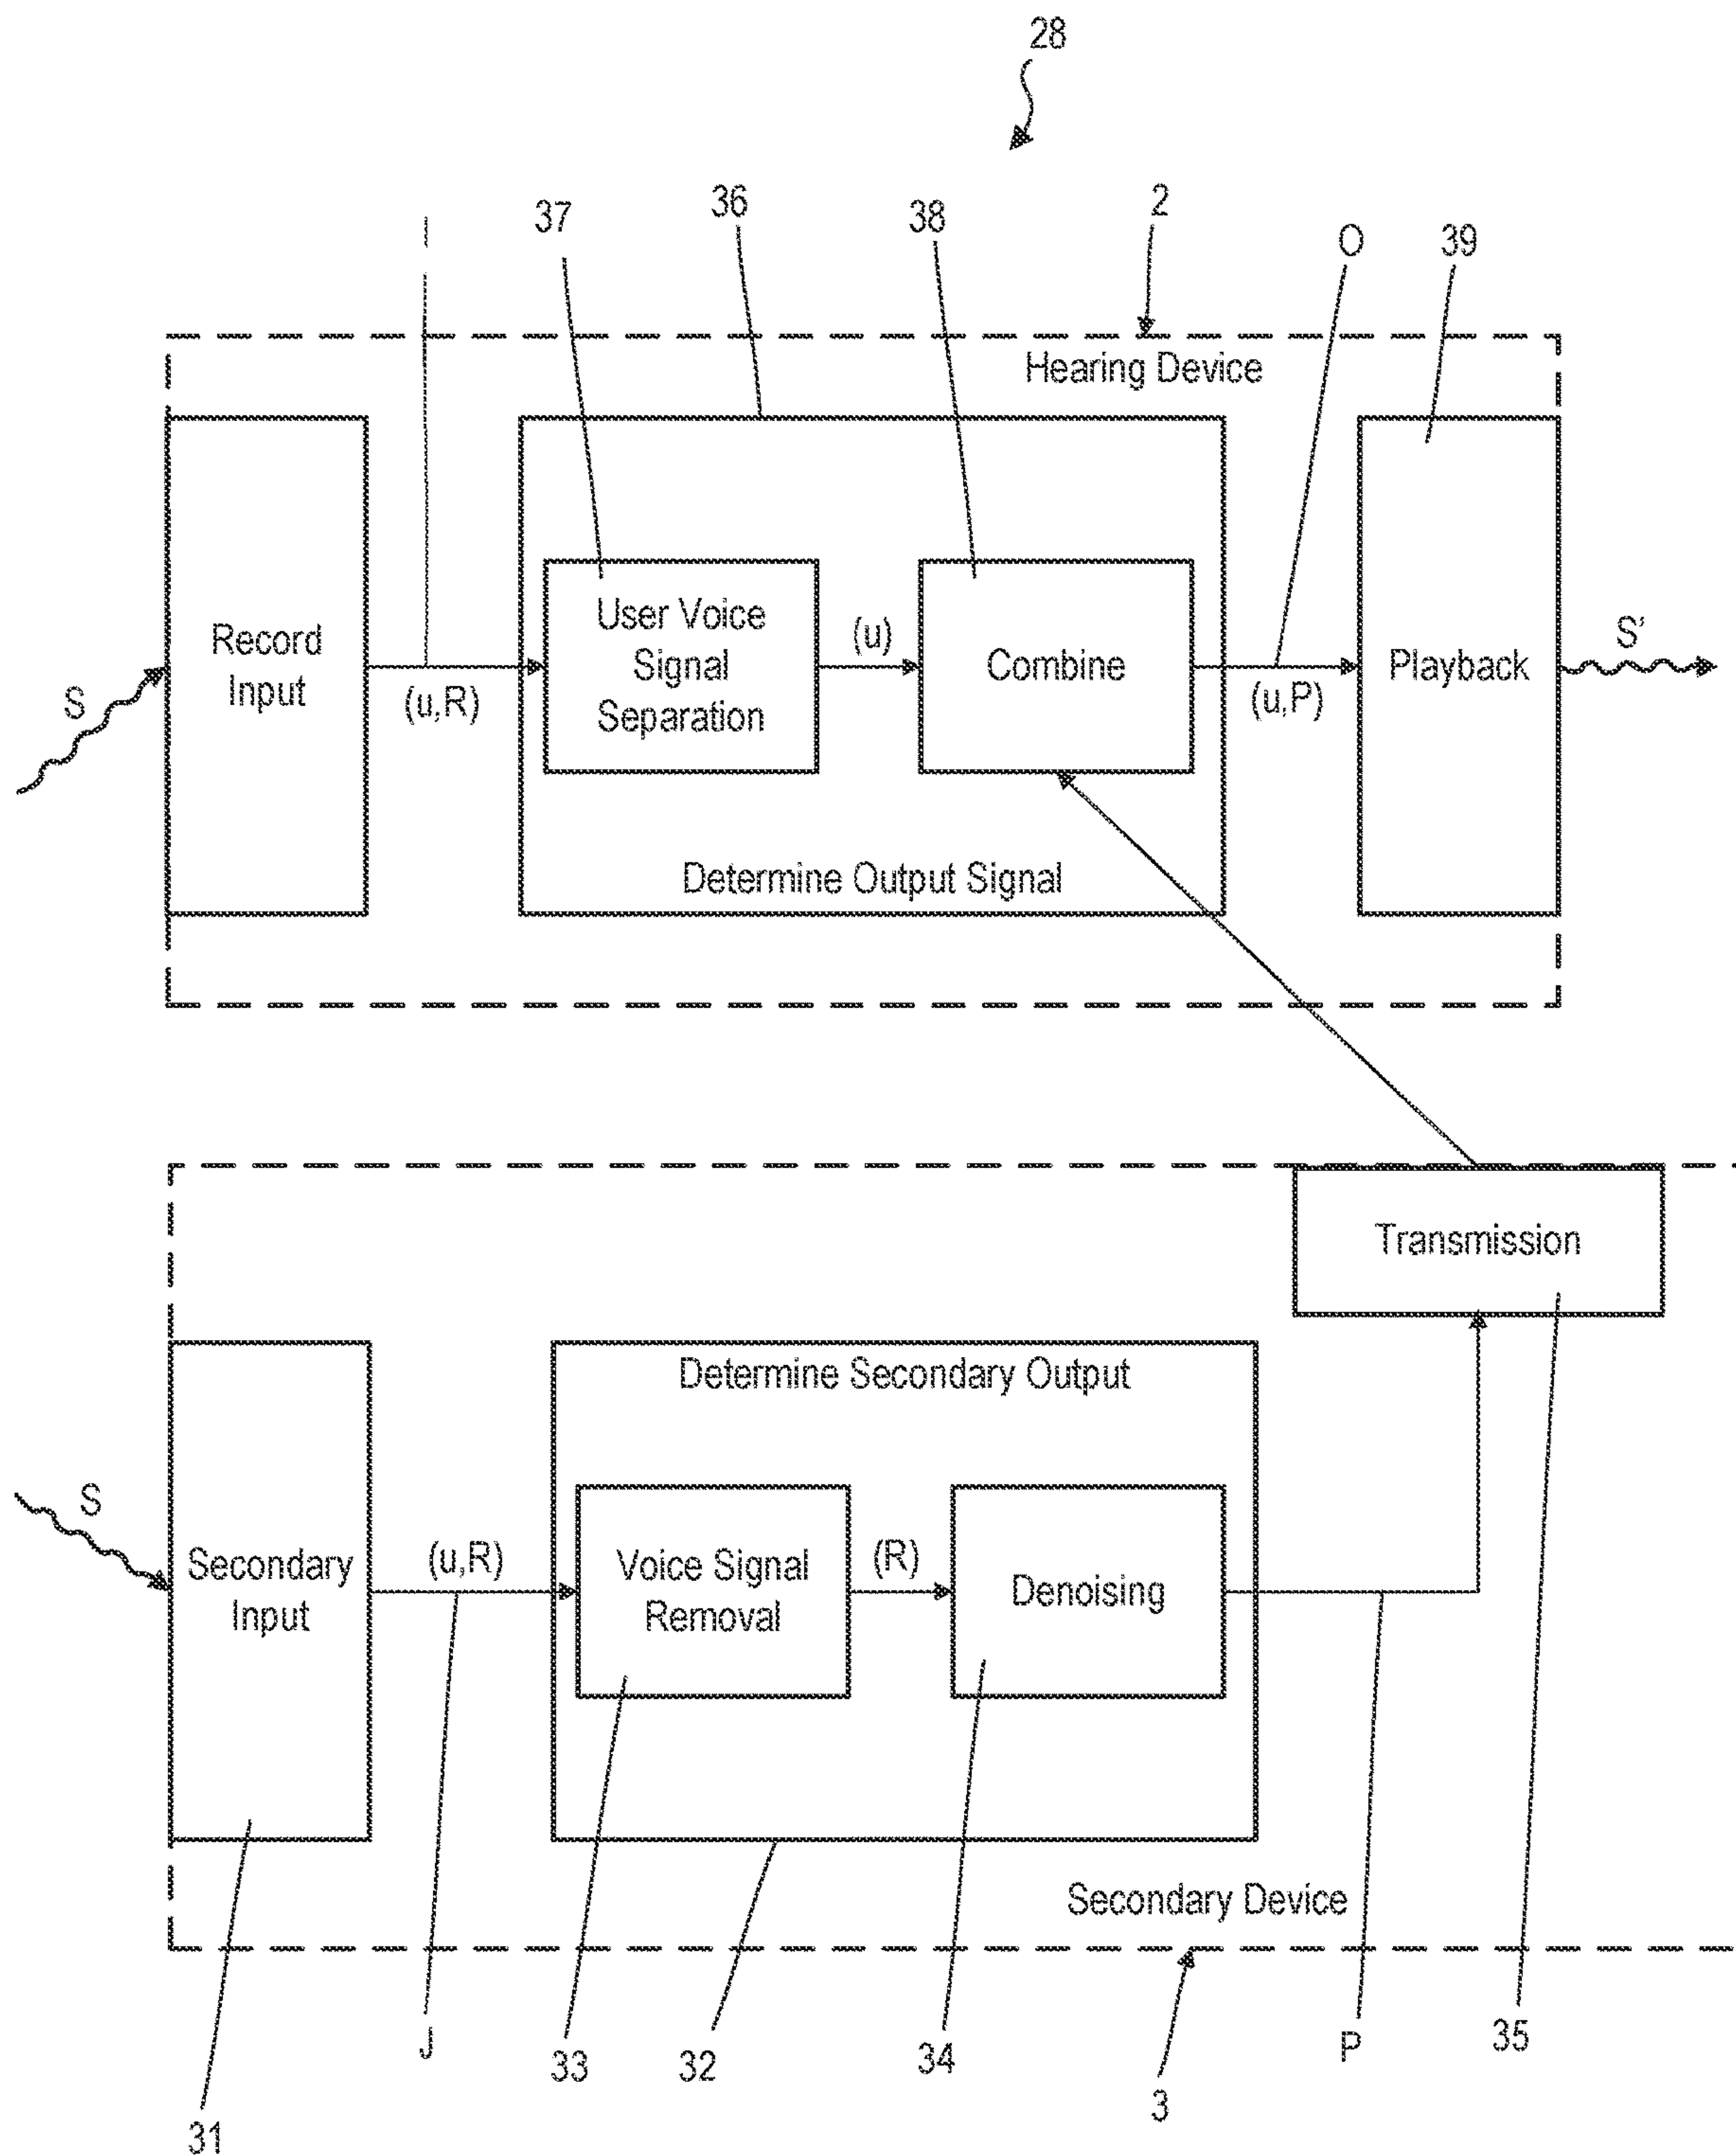 28
37
36
38
2
O
39
I
Hearing Device
Record
Input
S
(u,R)
User Voice
Signal
Separation
(u)
Combine
(u,P)
Playback
S'
Determine Output Signal
Transmission
Determine Secondary Output
S
Secondary
Input
(u,R)
Voice Signal
Removal
(R)
Denoising
Secondary Device
31
J
33
32
34
3
P
35